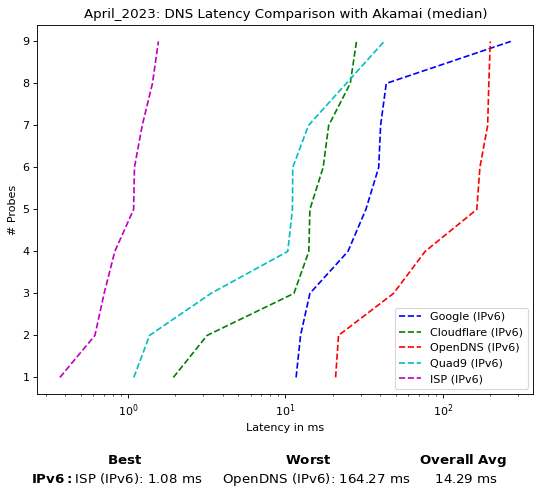 April_2023: DNS Latency Comparison with Akamai (median)
9
8
7
6
5
4
3
2
1
# Probes
10⁰
10¹
10²
Latency in ms
Google (IPv6)
Cloudflare (IPv6)
OpenDNS (IPv6)
Quad9 (IPv6)
ISP (IPv6)
Best Worst Overall Avg
IPv6: ISP (IPv6): 1.08 ms OpenDNS (IPv6): 164.27 ms 14.29 ms